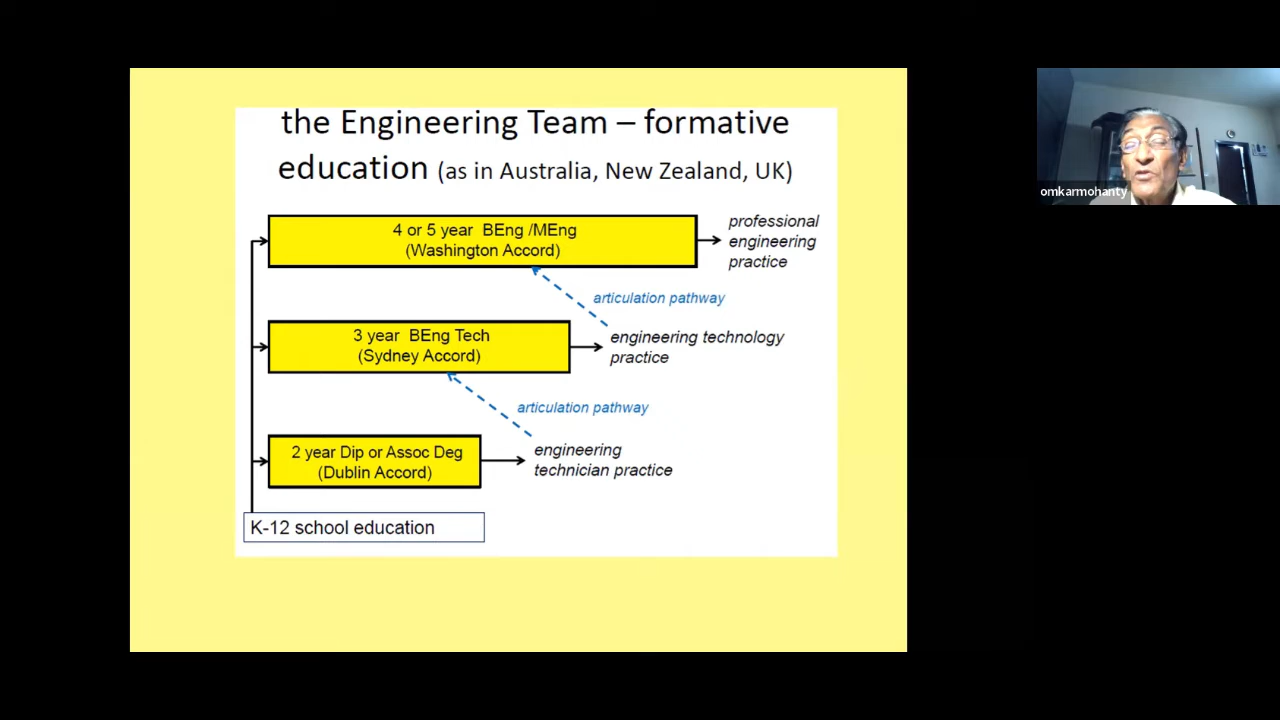 the Engineering Team – formative
education (as in Australia, New Zealand, UK)
4 or 5 year BEng /MEng
(Washington Accord)
professional
engineering
practice
articulation pathway
3 year BEng Tech
(Sydney Accord)
engineering technology
practice
articulation pathway
2 year Dip or Assoc Deg
(Dublin Accord)
engineering
technician practice
K-12 school education
omkarmohanty